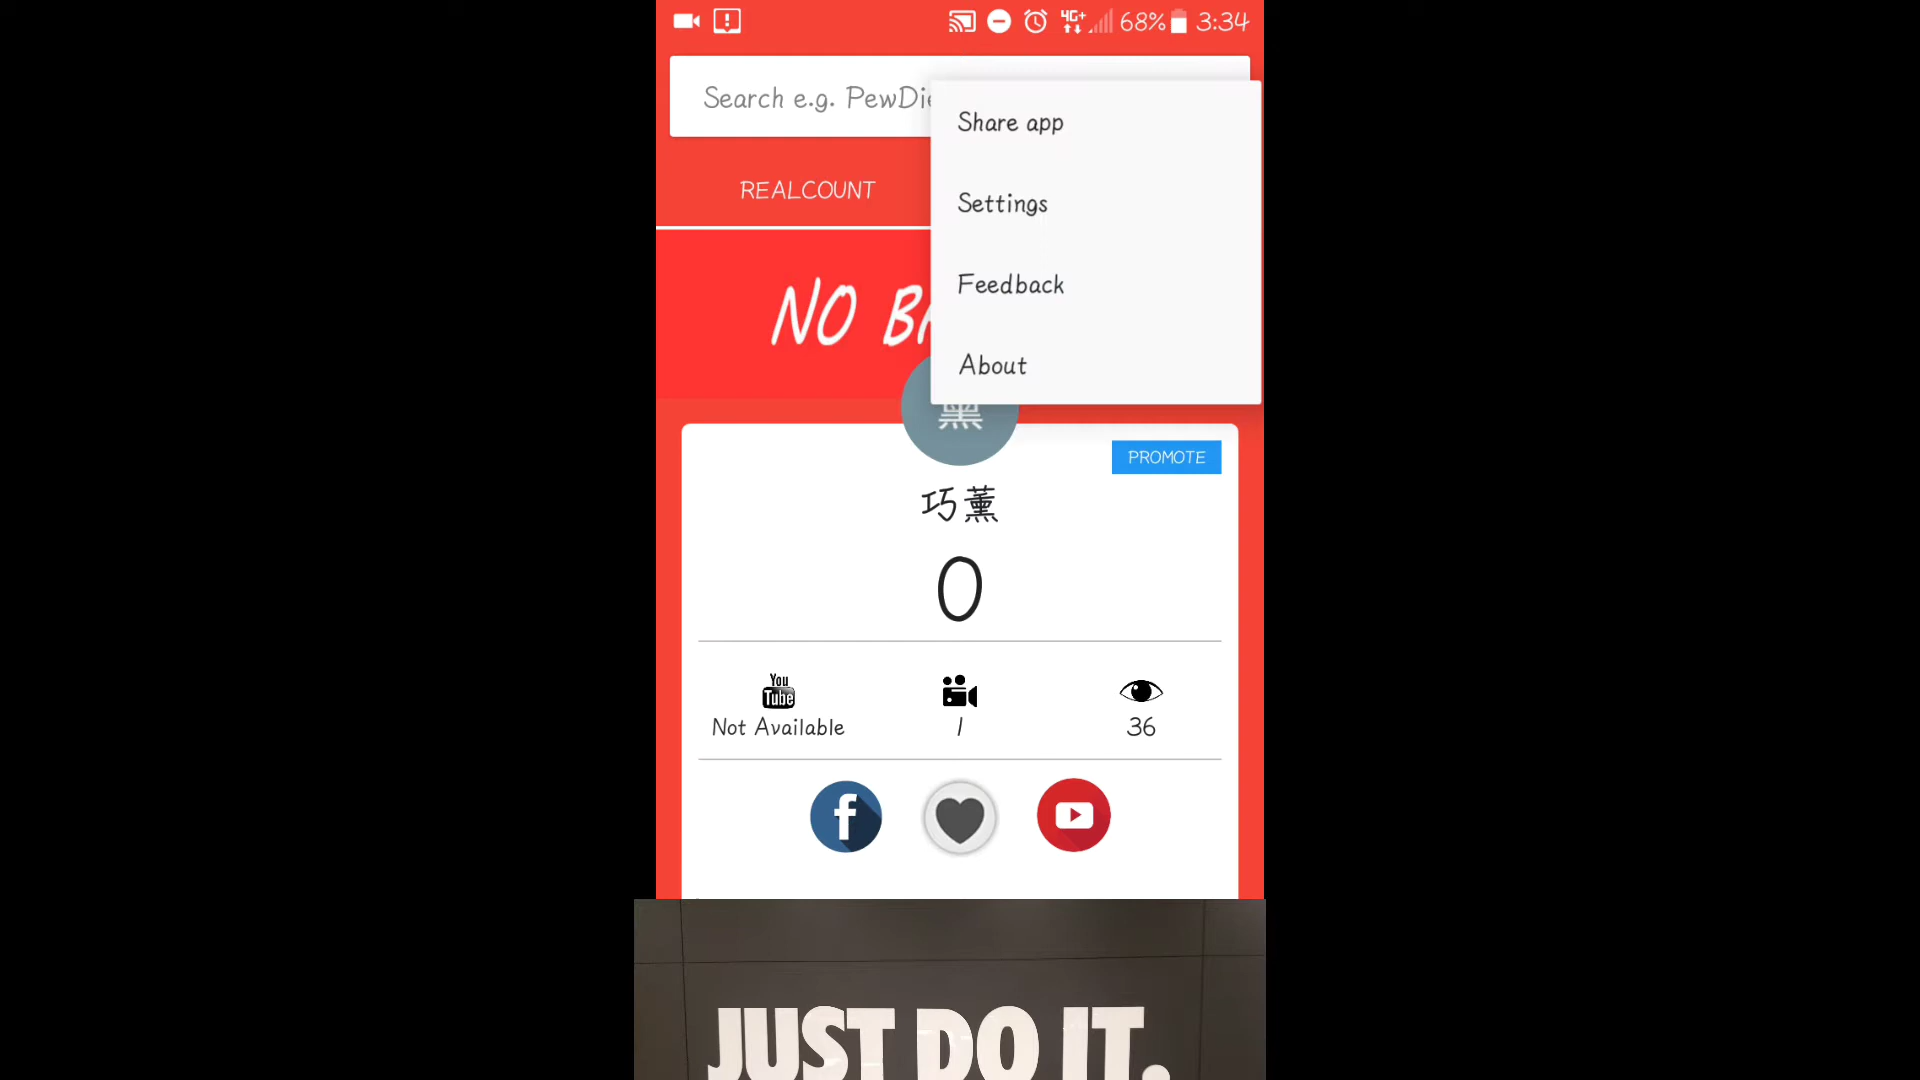 4G+ 68% 3:34
Search e.g. PewDie
Share app
REALCOUNT
Settings
Feedback
NO
About
巧薰
PROMOTE
0
You
Tube
Not Available
1
36
f
JUST DO IT.